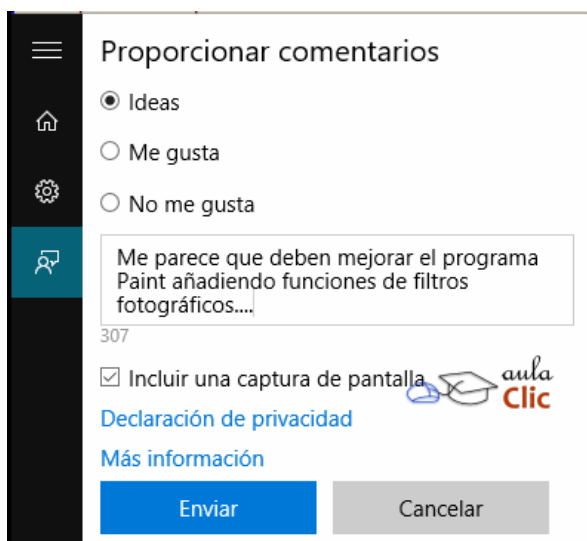 Proporcionar comentarios
Ideas
Me gusta
No me gusta
Me parece que deben mejorar el programa
Paint añadiendo funciones de filtros
fotográficos....
307
Incluir una captura de pantalla
aula
Clic
Declaración de privacidad
Más información
Enviar
Cancelar